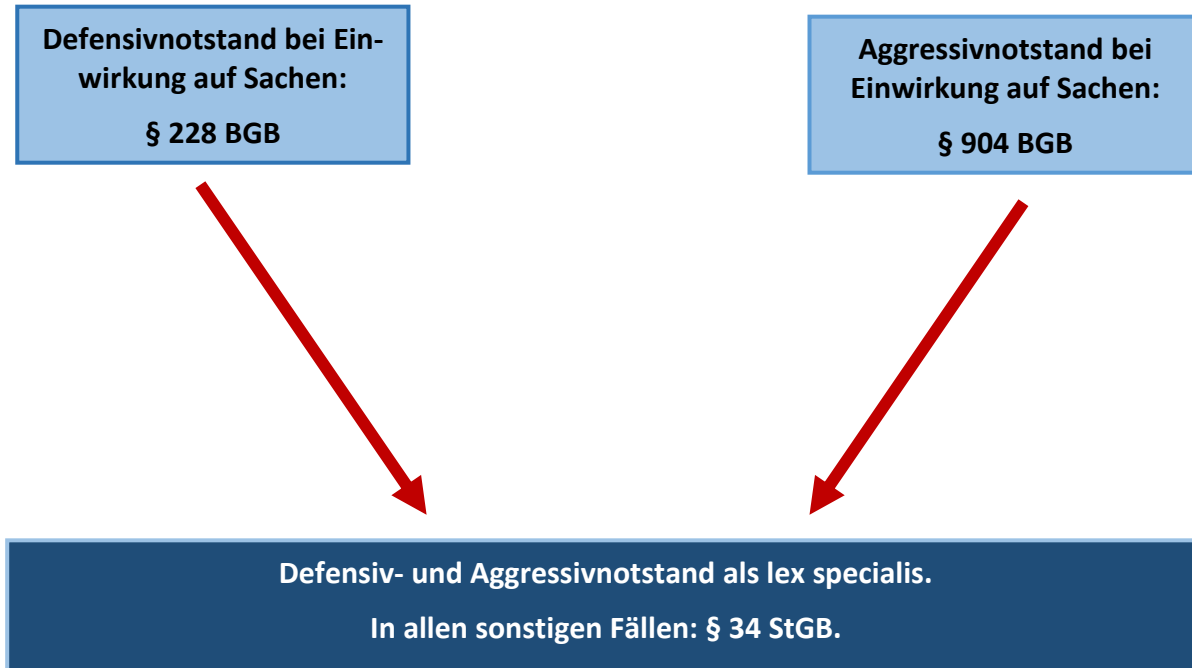 Defensivnotstand bei Ein-
wirkung auf Sachen:
§ 228 BGB
Aggressivnotstand bei
Einwirkung auf Sachen:
§ 904 BGB
Defensiv- und Aggressivnotstand als lex specialis.
In allen sonstigen Fällen: § 34 StGB.